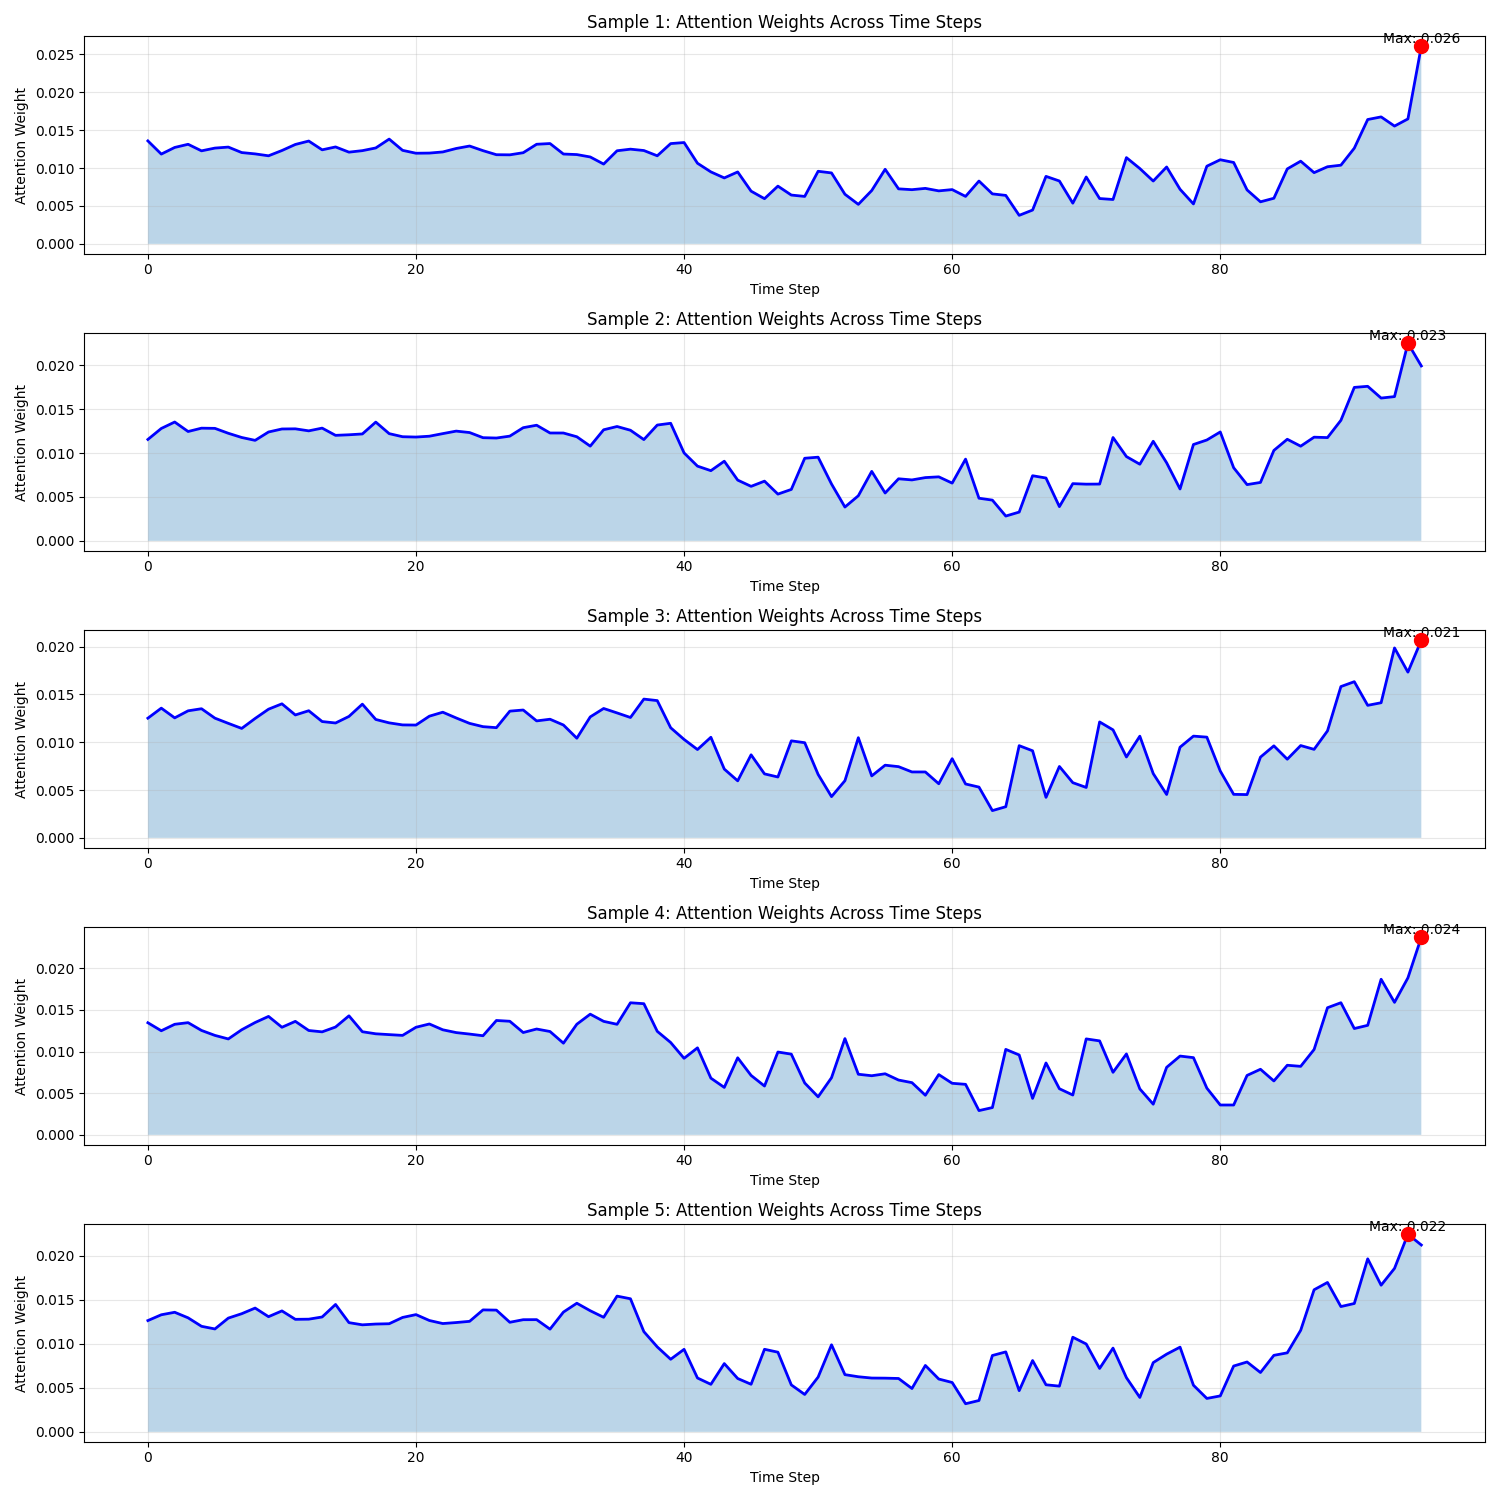 Sample 1: Attention Weights Across Time Steps
Max: 0.026
0.025
0.020
0.015
0.010
0.005
0.000
Attention Weight
0 20 40 60 80
Time Step
Sample 2: Attention Weights Across Time Steps
Max: 0.023
0.020
0.015
0.010
0.005
0.000
Attention Weight
0 20 40 60 80
Time Step
Sample 3: Attention Weights Across Time Steps
Max: 0.021
0.020
0.015
0.010
0.005
0.000
Attention Weight
0 20 40 60 80
Time Step
Sample 4: Attention Weights Across Time Steps
Max: 0.024
0.020
0.015
0.010
0.005
0.000
Attention Weight
0 20 40 60 80
Time Step
Sample 5: Attention Weights Across Time Steps
Max: 0.022
0.020
0.015
0.010
0.005
0.000
Attention Weight
0 20 40 60 80
Time Step